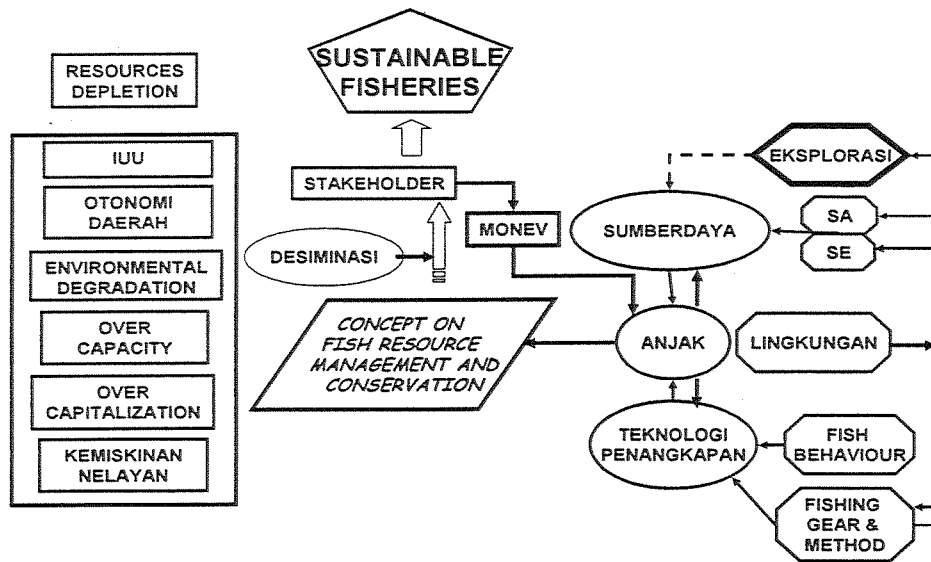 SUSTAINABLE
FISHERIES
RESOURCES
DEPLETION
IUU
OTONOMI
DAERAH
ENVIRONMENTAL
DEGRADATION
OVER
CAPACITY
OVER
CAPITALIZATION
KEMISKINAN
NELAYAN
STAKEHOLDER
MONEV
DESIMINASI
CONCEPT ON
FISH RESOURCE
MANAGEMENT AND
CONSERVATION
EKSPLORASI
SUMBERDAYA
SA
SE
ANJAK
LINGKUNGAN
TEKNOLOGI
PENANGKAPAN
FISH
BEHAVIOUR
FISHING
GEAR &
METHOD